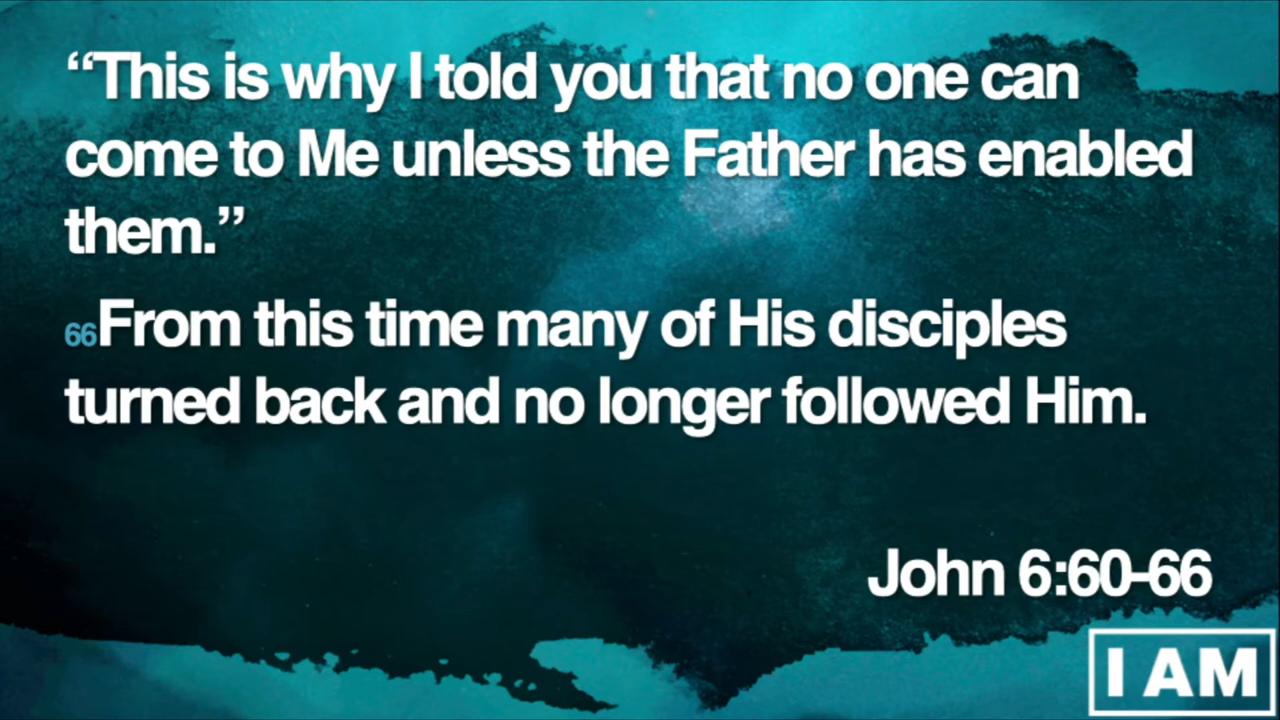 “This is why I told you that no one can
come to Me unless the Father has enabled
them.”
66From this time many of His disciples
turned back and no longer followed Him.
John 6:60-66
I AM